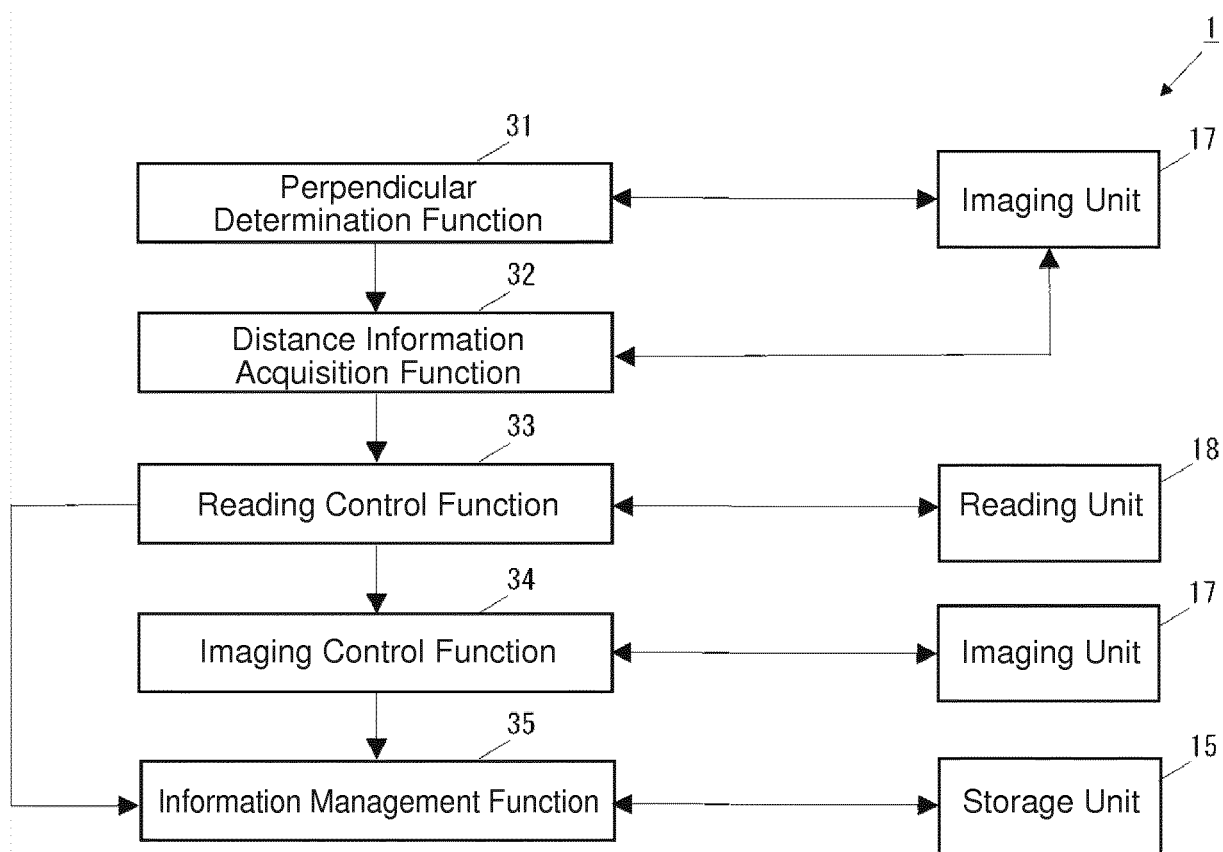 1
31
Perpendicular
Determination Function
17
Imaging Unit
32
Distance Information
Acquisition Function
33
Reading Control Function
18
Reading Unit
34
Imaging Control Function
17
Imaging Unit
35
Information Management Function
15
Storage Unit